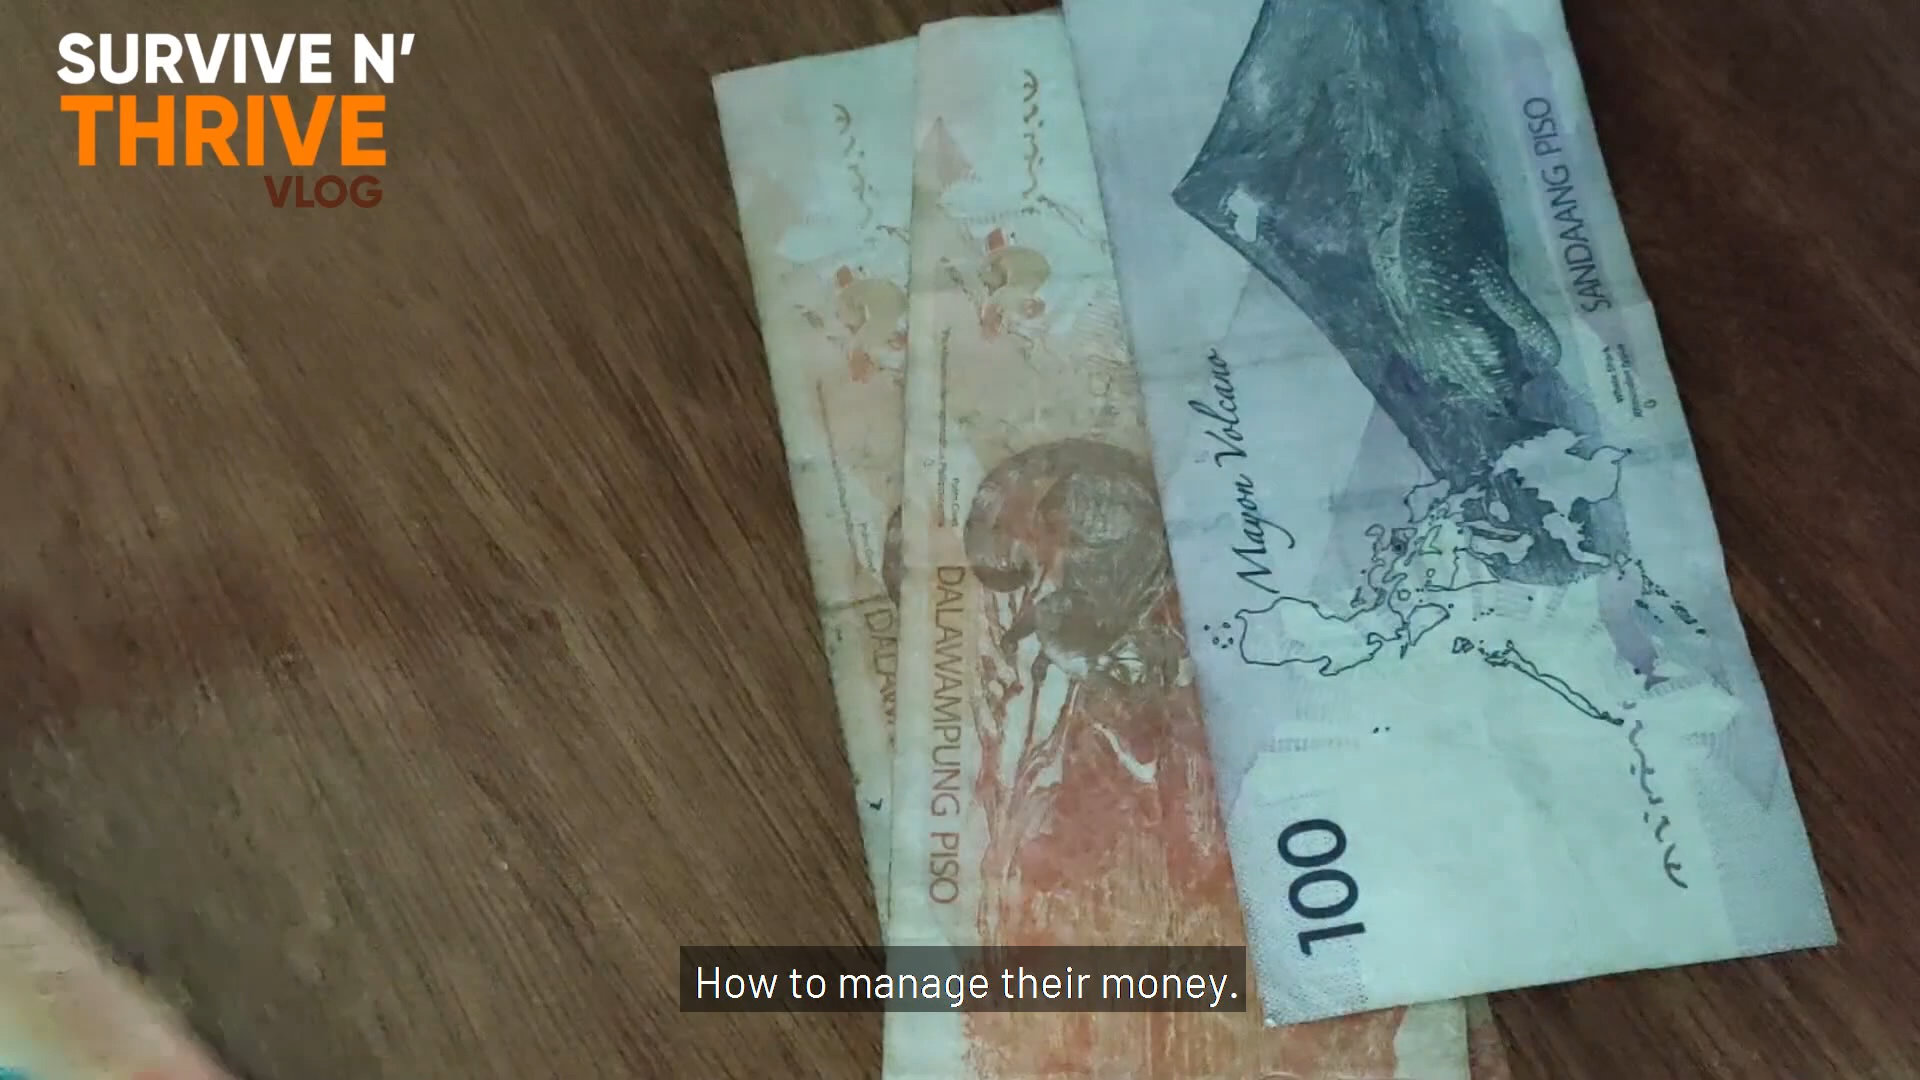 SURVIVE N'
THRIVE
VLOG
SANDAANG PISO
Mayon Volcano
DALAWAMPUNG PISO
100
How to manage their money.